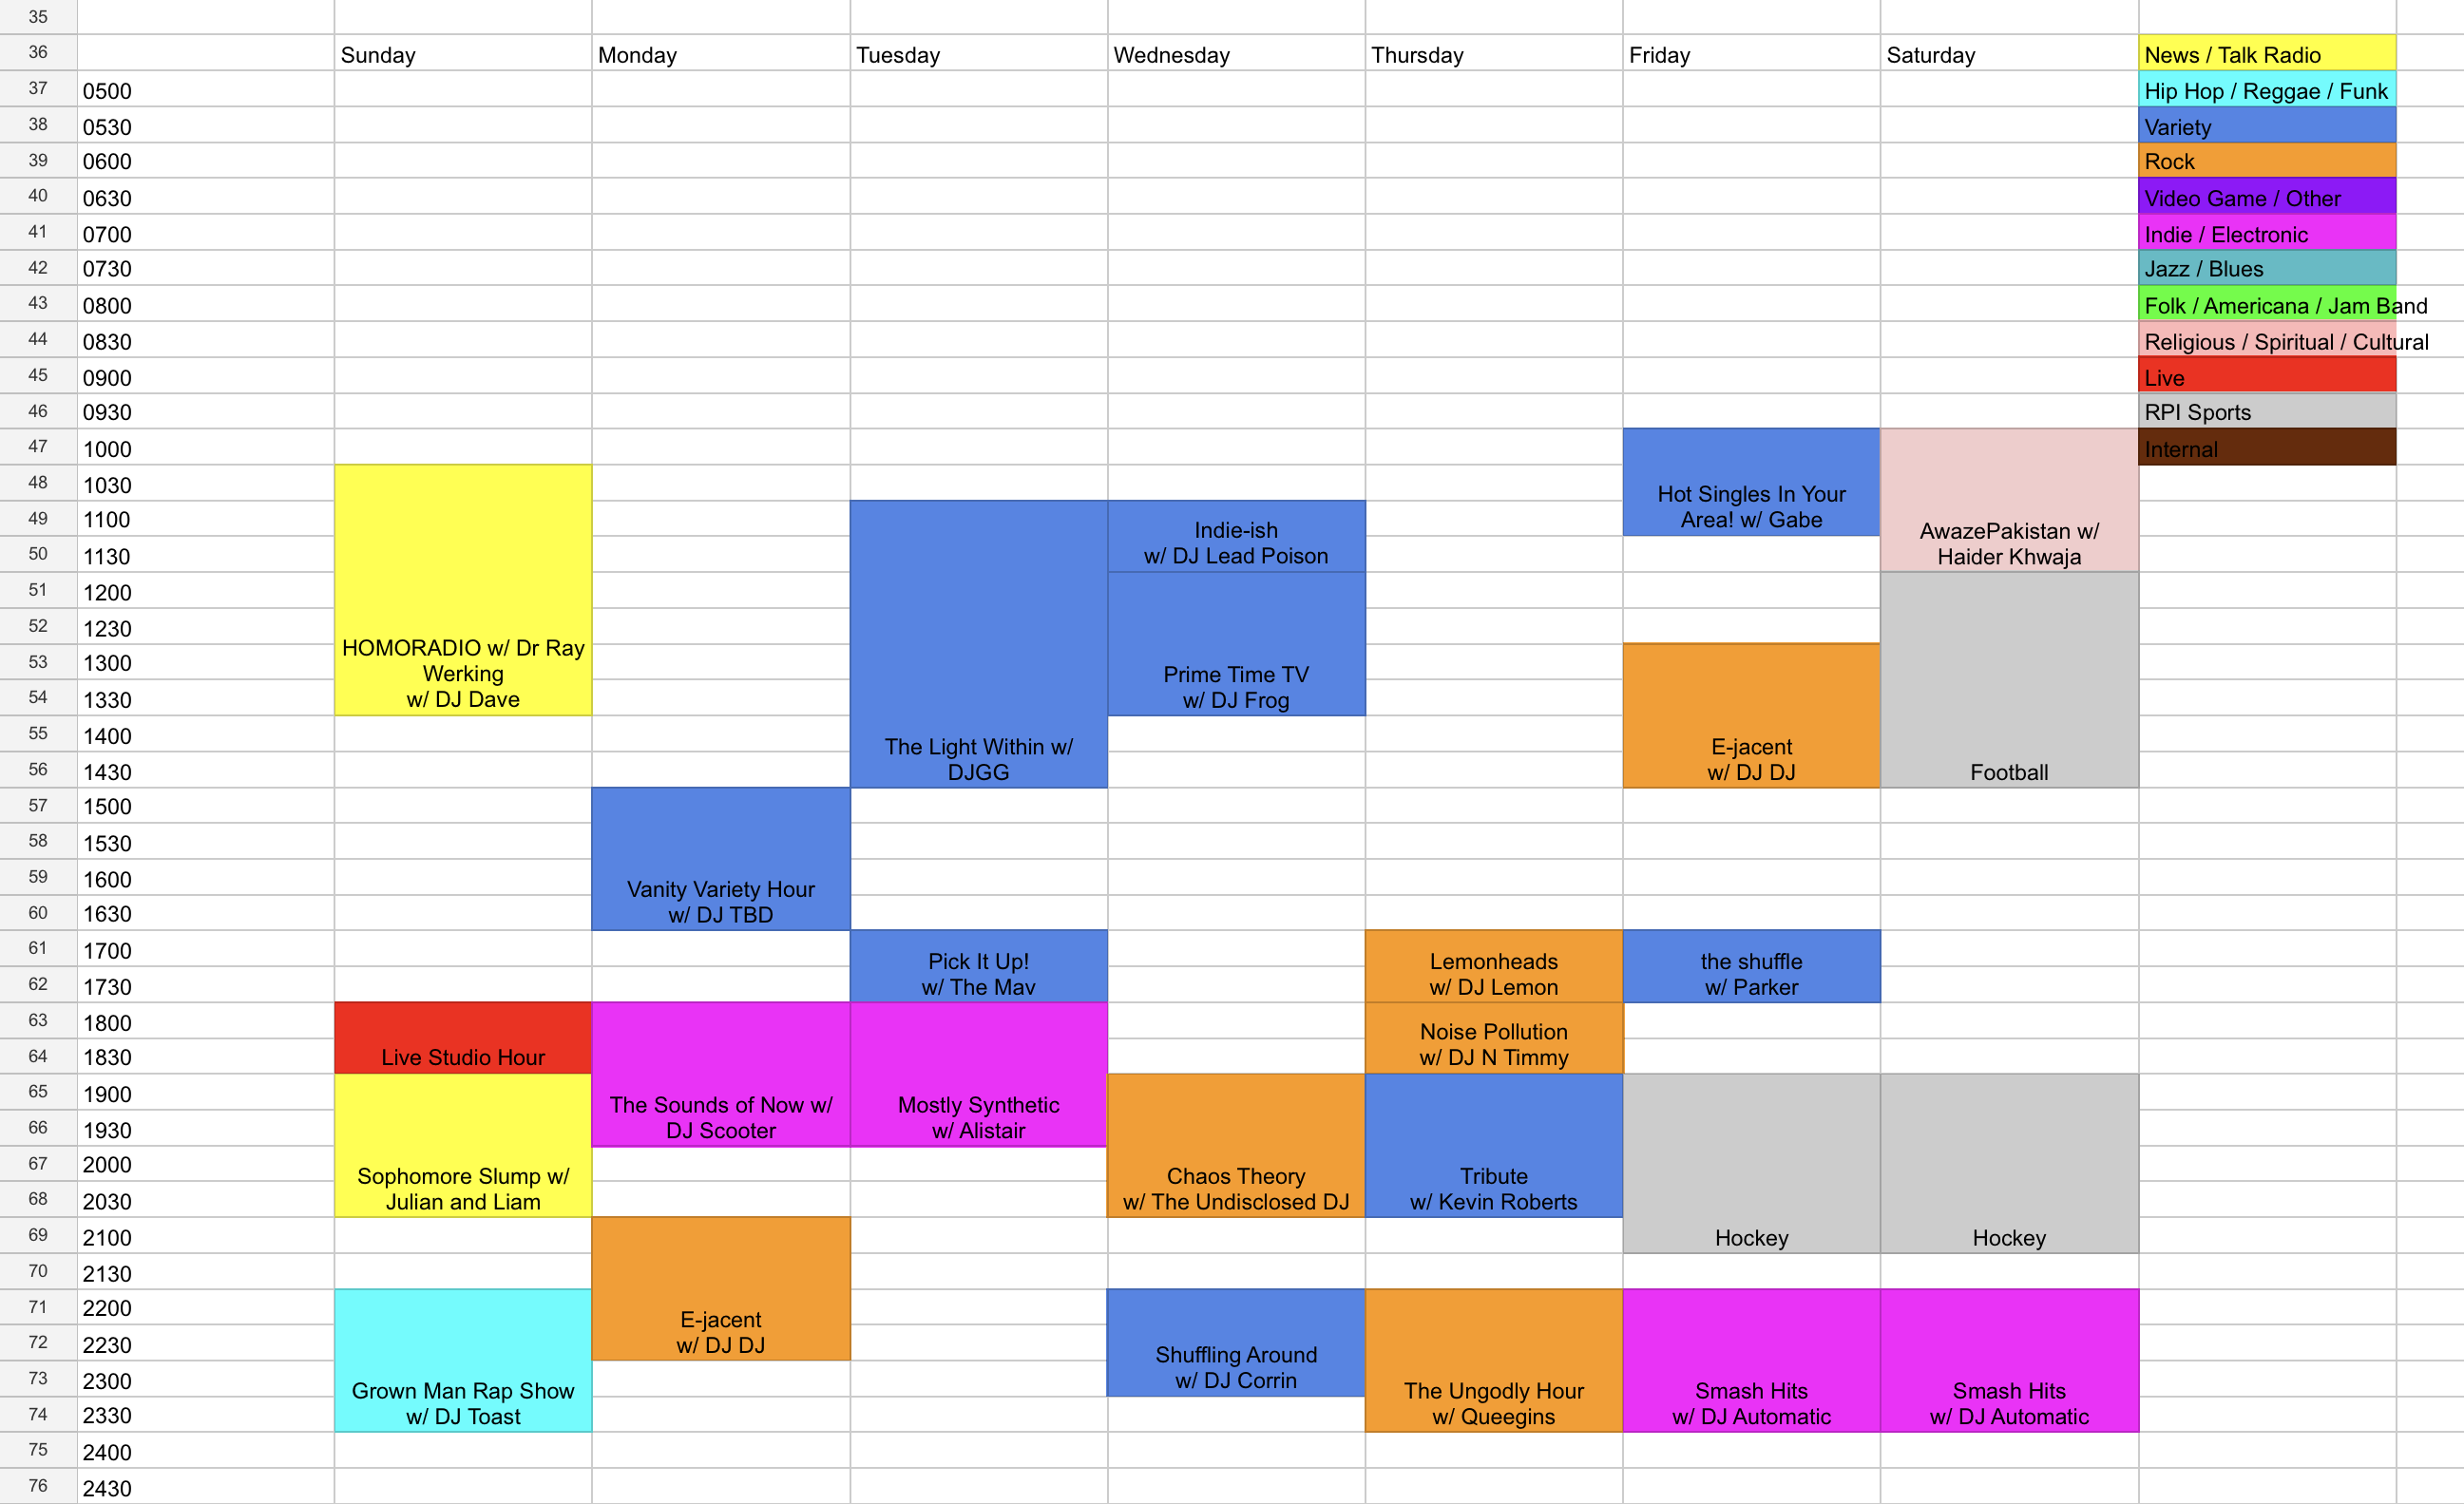 35
36 Sunday Monday Tuesday Wednesday Thursday Friday Saturday News / Talk Radio
37 0500 Hip Hop / Reggae / Funk
38 0530 Variety
39 0600 Rock
40 0630 Video Game / Other
41 0700 Indie / Electronic
42 0730 Jazz / Blues
43 0800 Folk / Americana / Jam Band
44 0830 Religious / Spiritual / Cultural
45 0900 Live
46 0930 RPI Sports
47 1000 Internal
48 1030
Hot Singles In Your
49 1100 Area! w/ Gabe
Indie-ish
AwazePakistan w/
50 1130 w/ DJ Lead Poison Haider Khwaja
51 1200
52 1230
HOMORADIO w/ Dr Ray
53 1300
Werking
Prime Time TV
54 1330 w/ DJ Dave w/ DJ Frog
55 1400
The Light Within w/ E-jacent
56 1430 DJGG w/ DJ DJ Football
57 1500
58 1530
59 1600
Vanity Variety Hour
60 1630 w/ DJ TBD
61 1700
Pick It Up! Lemonheads the shuffle
62 1730 w/ The Mav w/ DJ Lemon w/ Parker
63 1800
Noise Pollution
64 1830 Live Studio Hour w/ DJ N Timmy
65 1900
The Sounds of Now w/ Mostly Synthetic
66 1930 DJ Scooter w/ Alistair
67 2000
Sophomore Slump w/ Chaos Theory Tribute
68 2030 Julian and Liam w/ The Undisclosed DJ w/ Kevin Roberts
69 2100 Hockey Hockey
70 2130
71 2200
E-jacent
72 2230 w/ DJ DJ
Shuffling Around
73 2300 w/ DJ Corrin
Grown Man Rap Show The Ungodly Hour Smash Hits Smash Hits
74 2330 w/ DJ Toast w/ Queegins w/ DJ Automatic w/ DJ Automatic
75 2400
76 2430